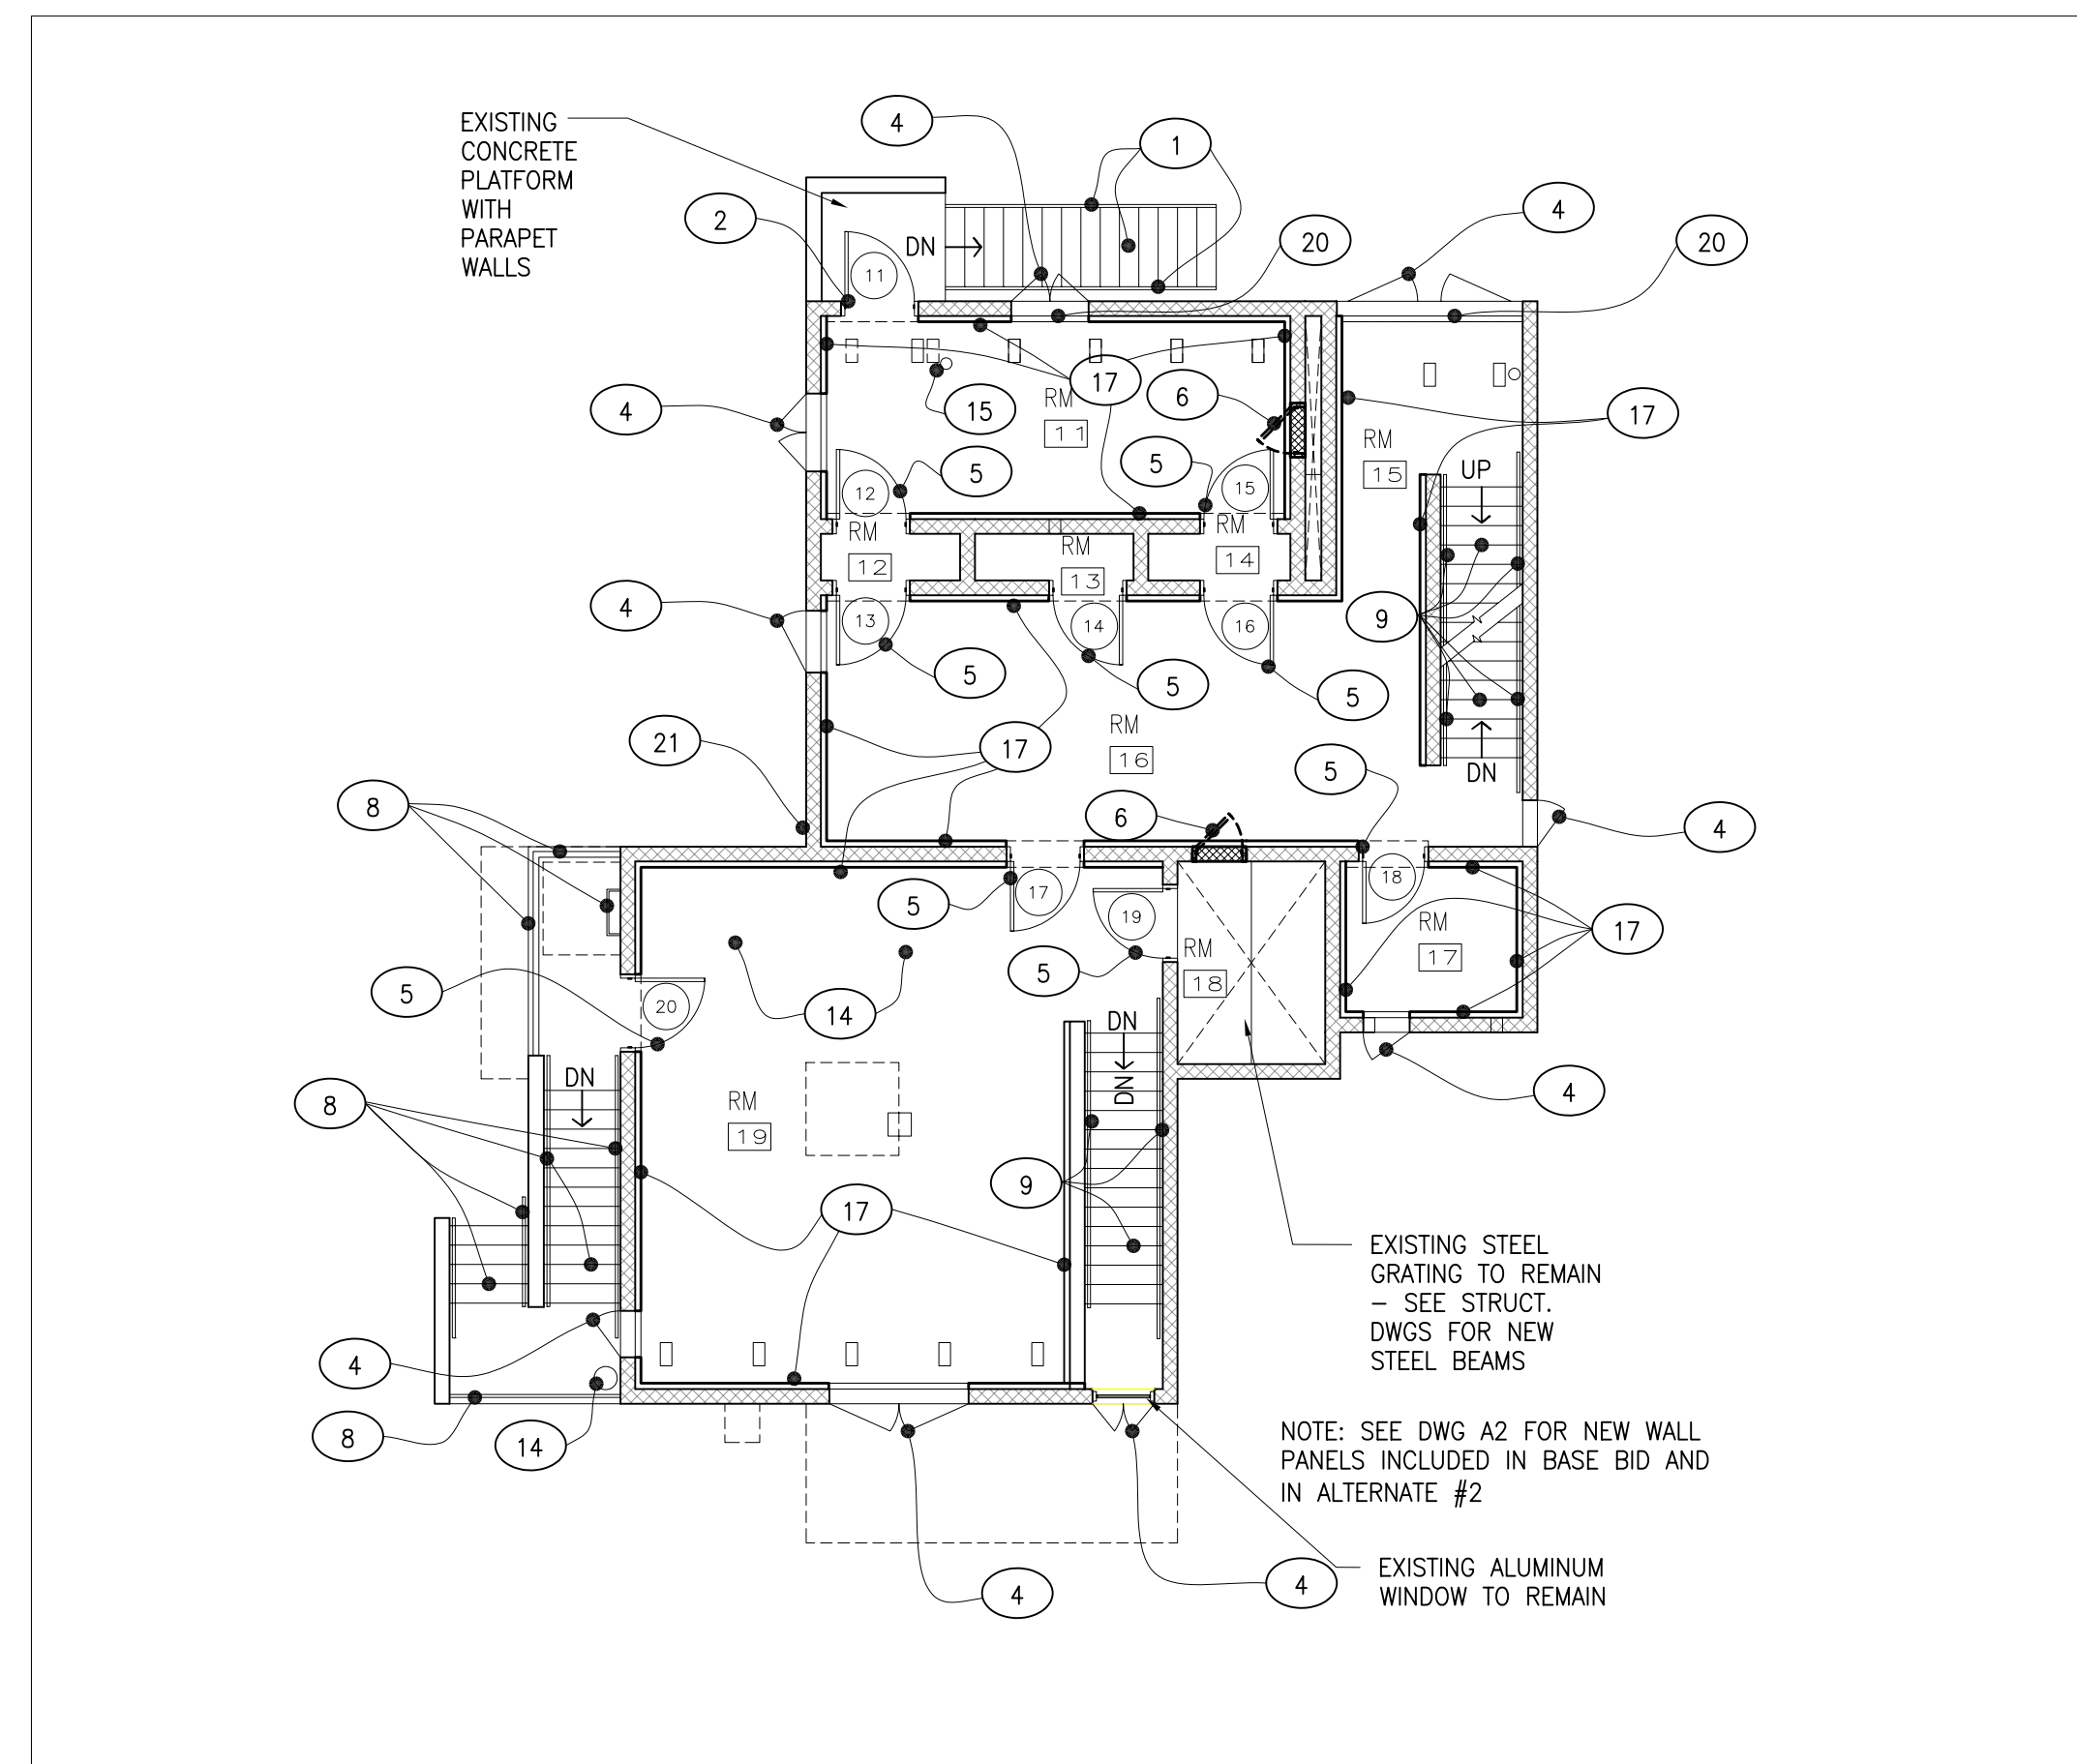 EXISTING
CONCRETE
PLATFORM
WITH
PARAPET
WALLS
4
1
2
4
20
20
DN
11
4
17
6
15
RM
11
17
RM
15
UP
5
5
12
15
RM
12
RM
13
RM
14
4
9
13
14
16
5
5
5
21
17
RM
16
DN
5
8
6
4
5
17
18
19
17
5
RM
17
5
RM
18
20
14
DN
DN
DN
8
RM
19
4
9
17
EXISTING STEEL
GRATING TO REMAIN
– SEE STRUCT.
DWGS FOR NEW
STEEL BEAMS
4
8
14
NOTE: SEE DWG A2 FOR NEW WALL
PANELS INCLUDED IN BASE BID AND
IN ALTERNATE #2
4
4
EXISTING ALUMINUM
WINDOW TO REMAIN